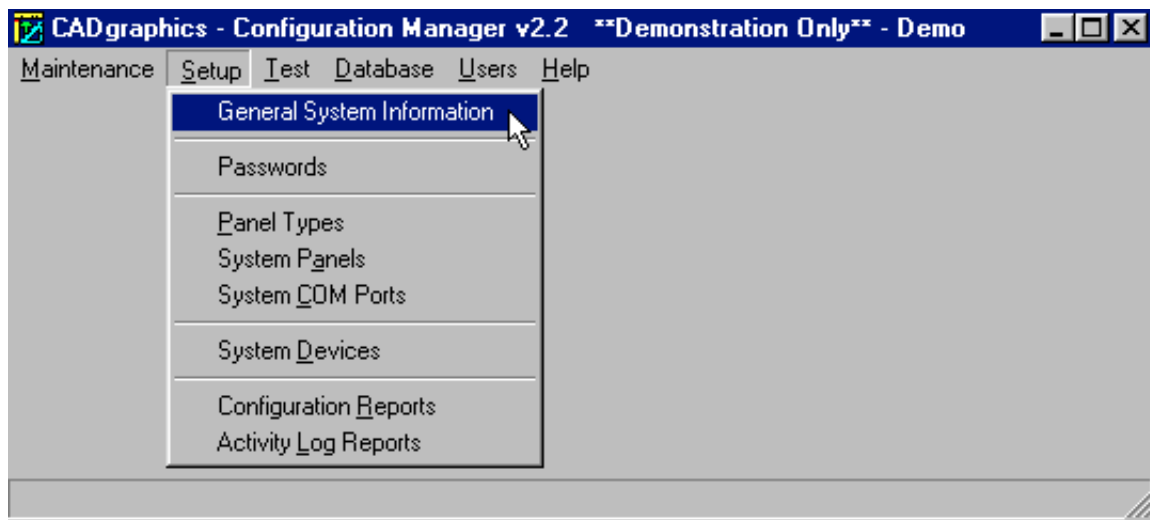 CADgraphics - Configuration Manager v2.2 **Demonstration Only** - Demo
Maintenance Setup Test Database Users Help
General System Information
Passwords
Panel Types
System Panels
System COM Ports
System Devices
Configuration Reports
Activity Log Reports